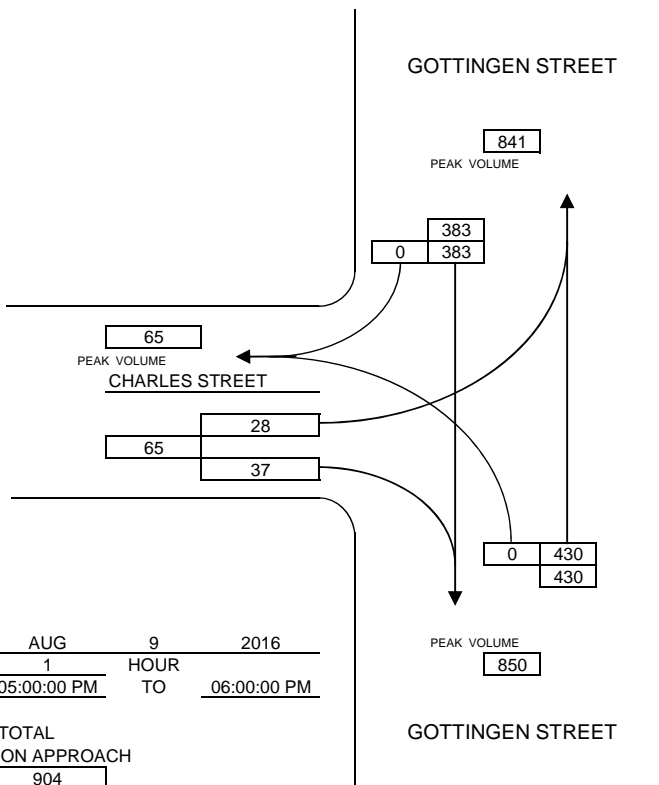 GOTTINGEN STREET
841
PEAK VOLUME
383
0 383
65
PEAK VOLUME
CHARLES STREET
28
65
37
0 430
430
AUG 9 2016
1 HOUR
05:00:00 PM TO 06:00:00 PM
PEAK VOLUME
850
TOTAL
ON APPROACH
904
GOTTINGEN STREET